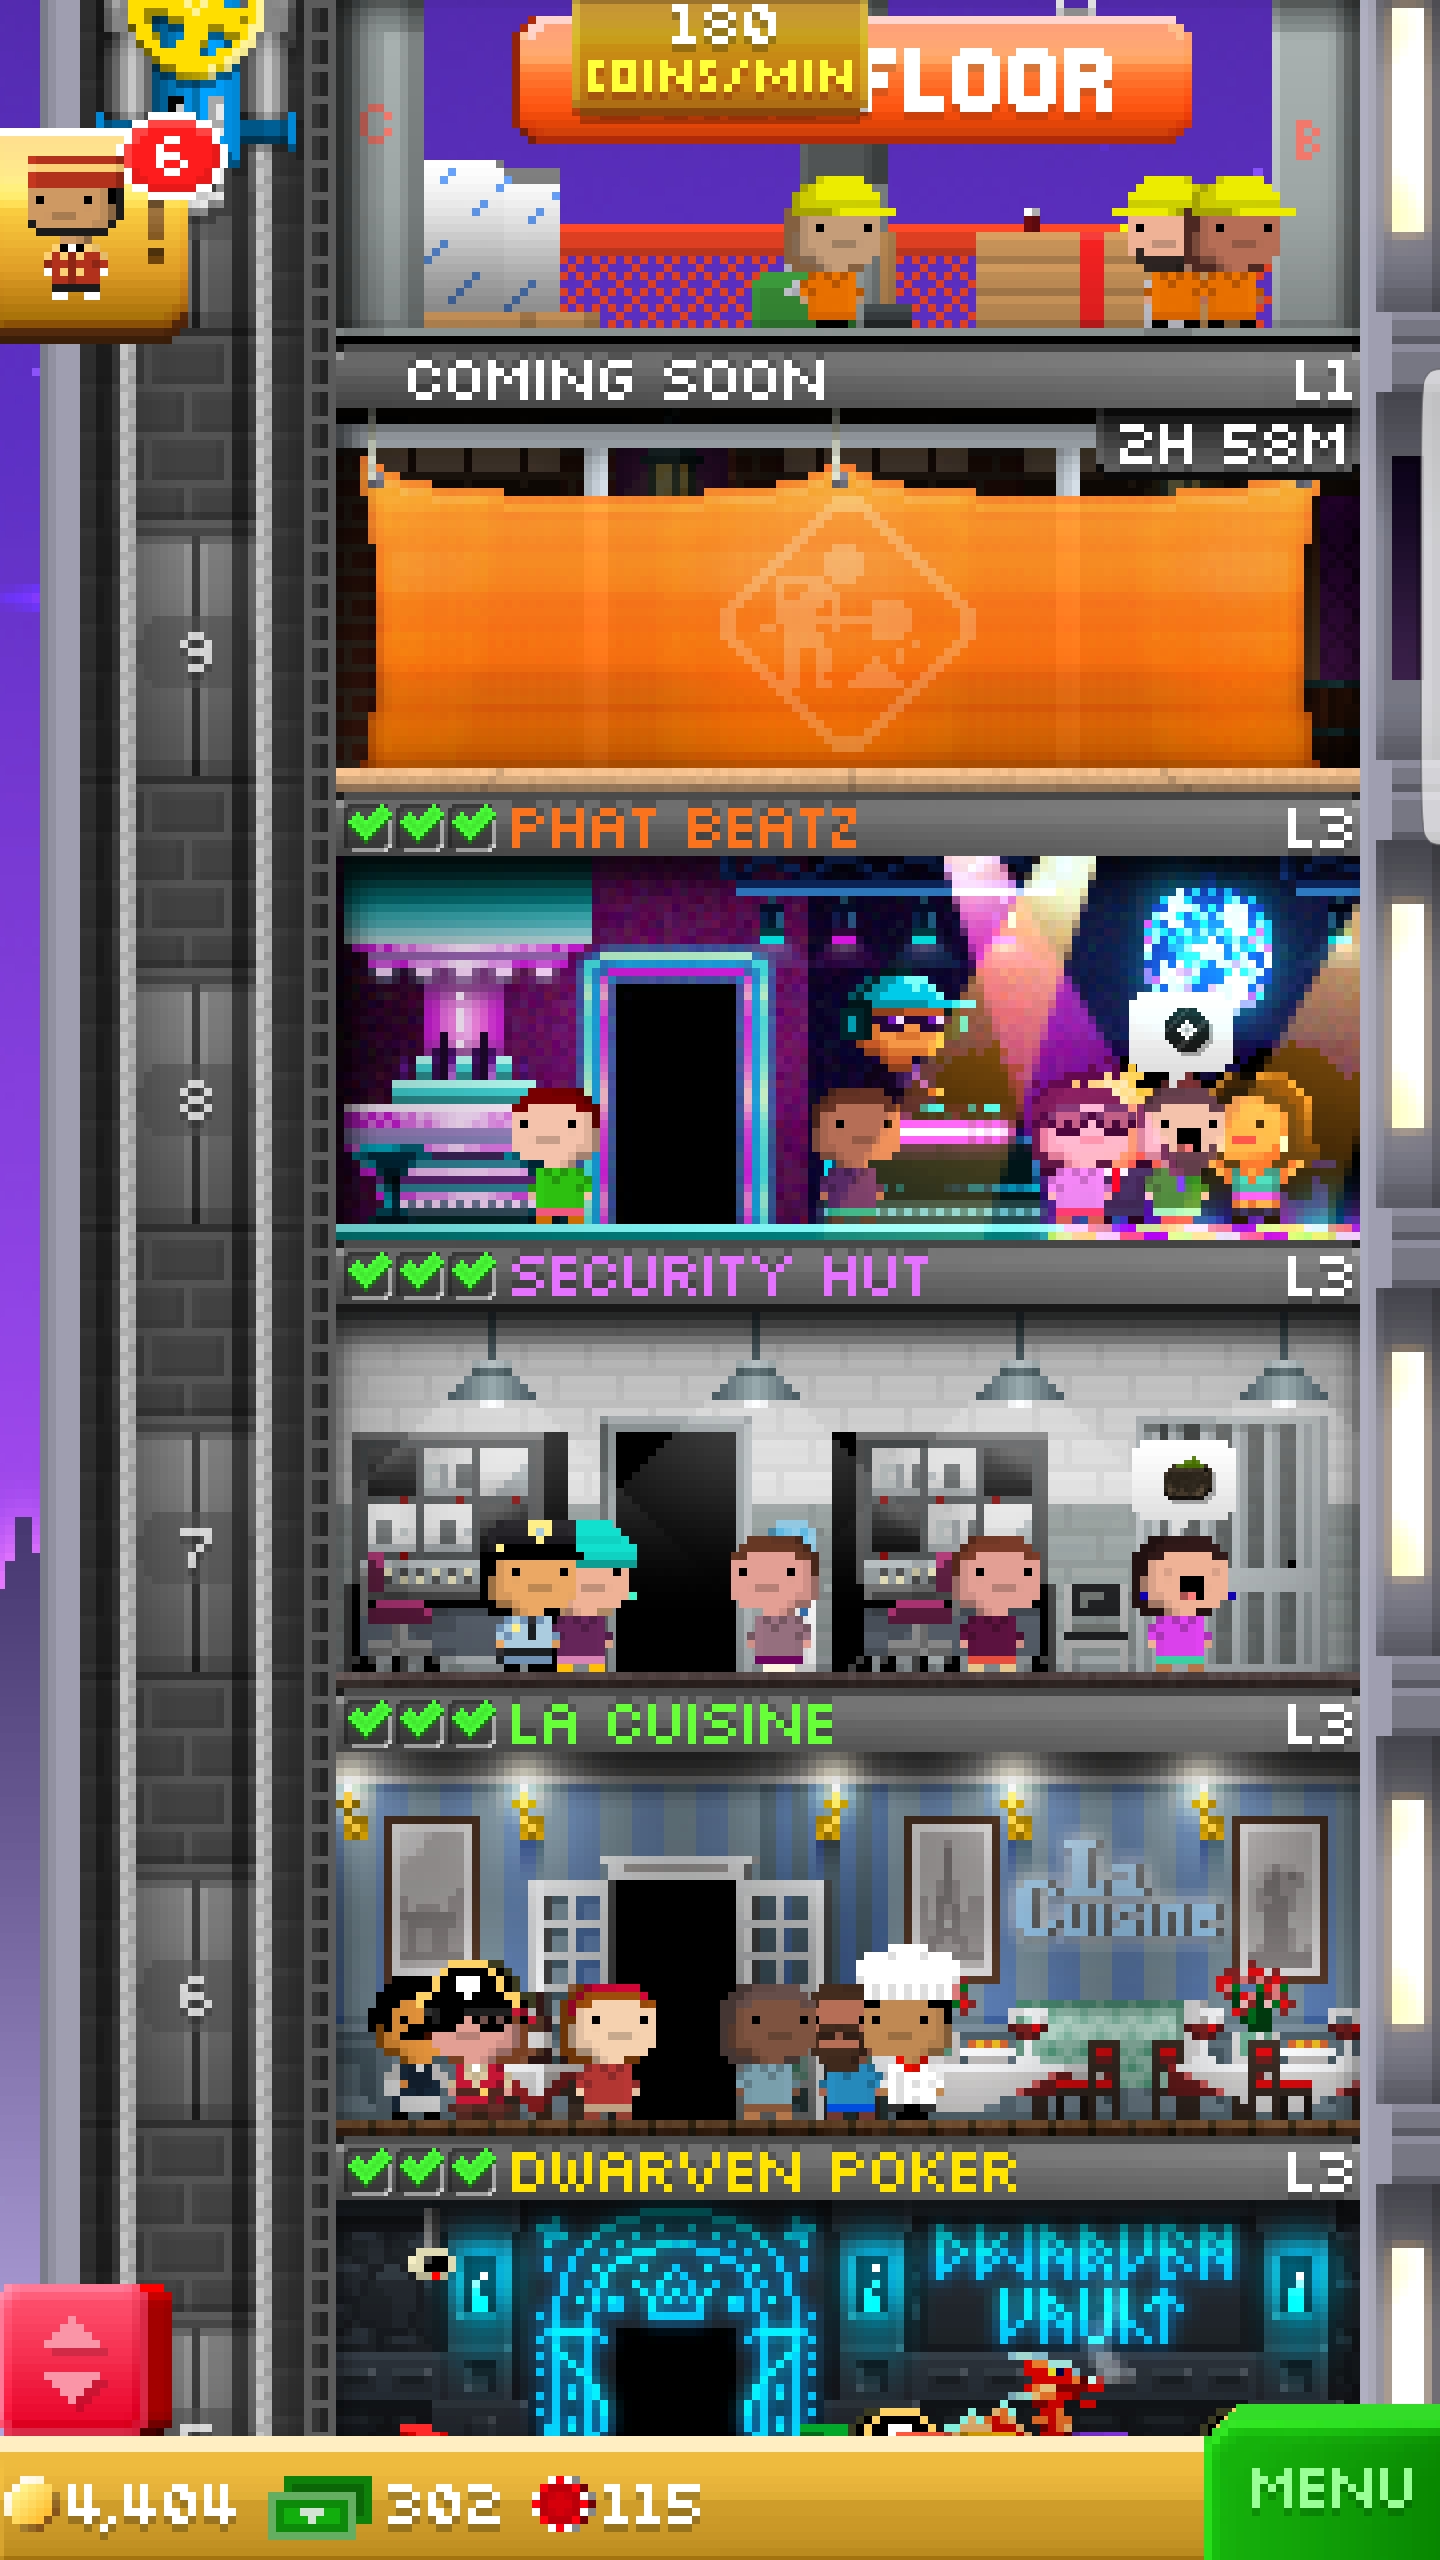 180
COINS/MIN
FLOOR
C
B
6
COMING SOON L1
2H 58M
9
PHAT BEATZ L3
8
SECURITY HUT L3
7
LA CUISINE L3
La
Cuisine
6
DWARVEN POKER L3
DWARVEN
VAULT
4,404 302 115
MENU